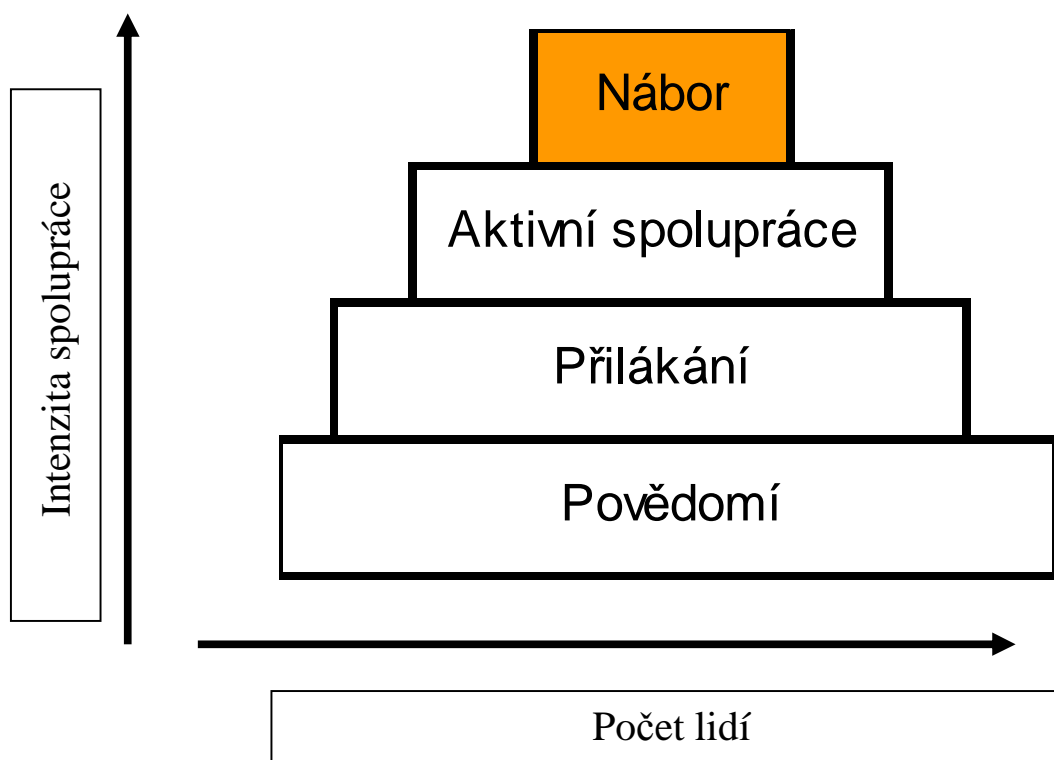 Nábor
Aktivní spolupráce
Přilákání
Povědomí
Intenzita spolupráce
Počet lidí